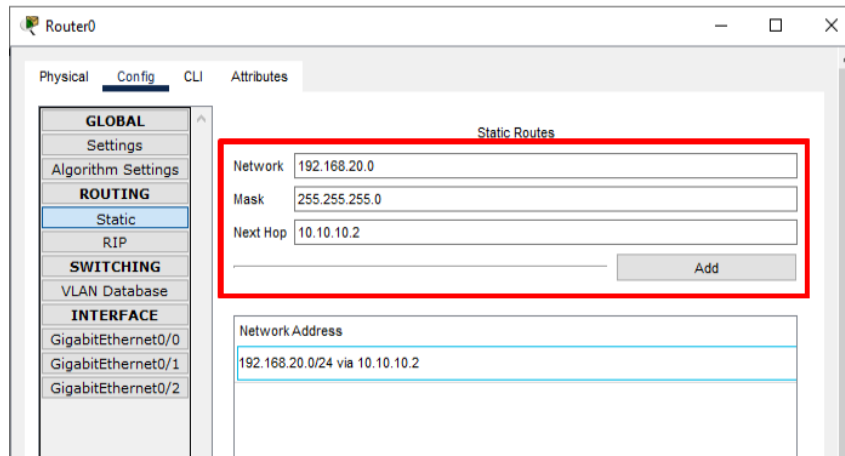 Router0
Physical Config CLI Attributes
GLOBAL
Settings
Algorithm Settings
ROUTING
Static
RIP
SWITCHING
VLAN Database
INTERFACE
GigabitEthernet0/0
GigabitEthernet0/1
GigabitEthernet0/2
Static Routes
Network 192.168.20.0
Mask 255.255.255.0
Next Hop 10.10.10.2
Add
Network Address
192.168.20.0/24 via 10.10.10.2